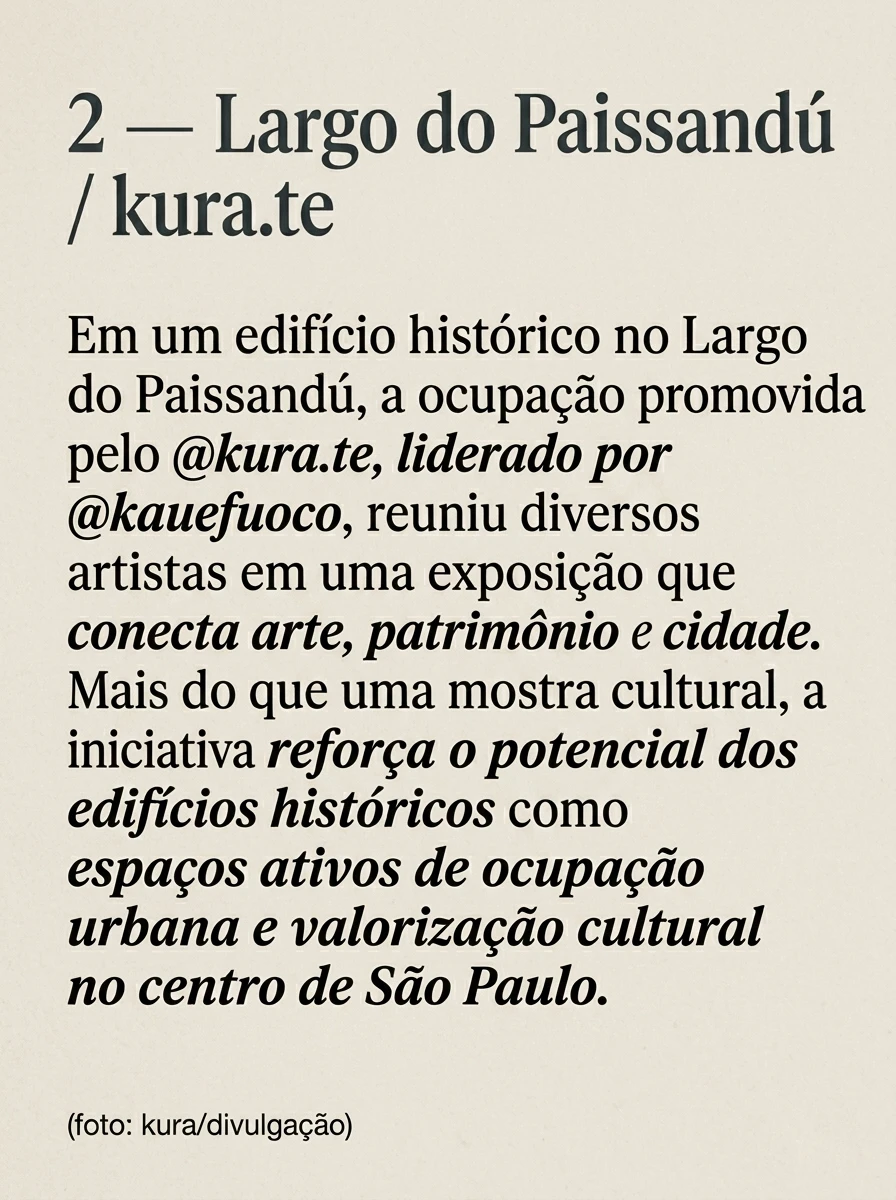 2 — Largo do Paissandú
/ kura.te
Em um edifício histórico no Largo
do Paissandú, a ocupação promovida
pelo @kura.te, liderado por
@kauefuoco, reuniu diversos
artistas em uma exposição que
conecta arte, patrimônio e cidade.
Mais do que uma mostra cultural, a
iniciativa reforça o potencial dos
edifícios históricos como
espaços ativos de ocupação
urbana e valorização cultural
no centro de São Paulo.
(foto: kura/divulgação)